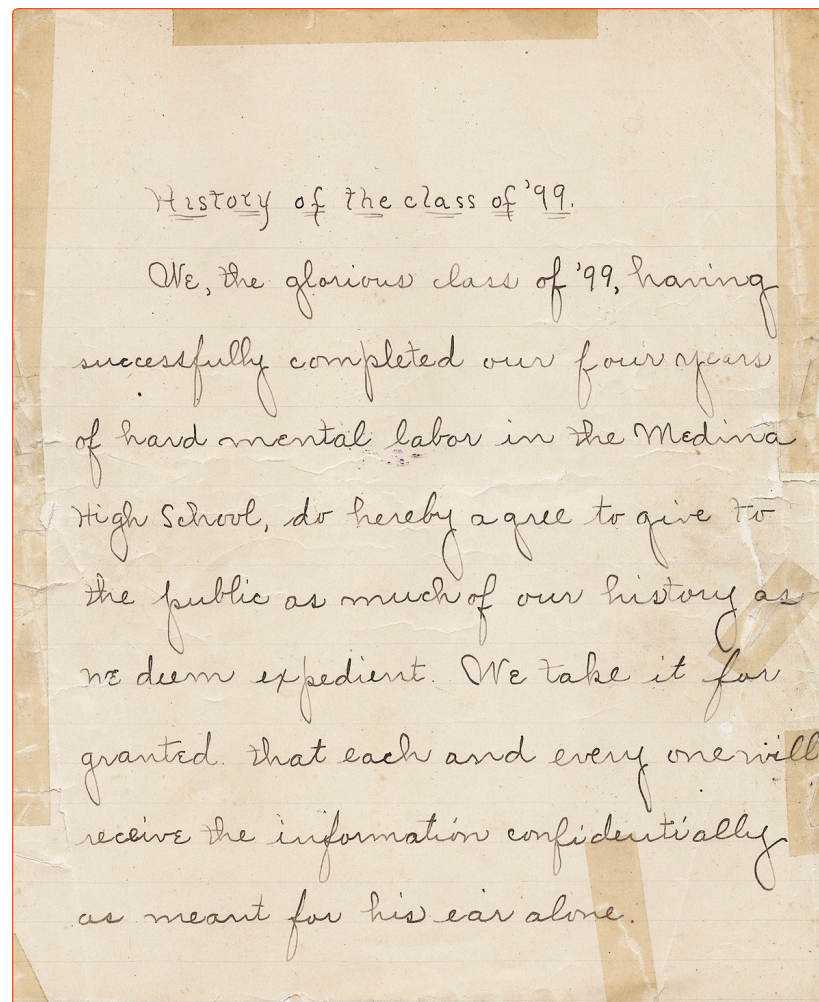 History of the class of '99.
We, the glorious class of '99, having
successfully completed our four years
of hard mental labor in the Medina
High School, do hereby agree to give to
the public as much of our history as
we deem expedient. We take it for
granted that each and every one will
receive the information confidentially
as meant for his ear alone.